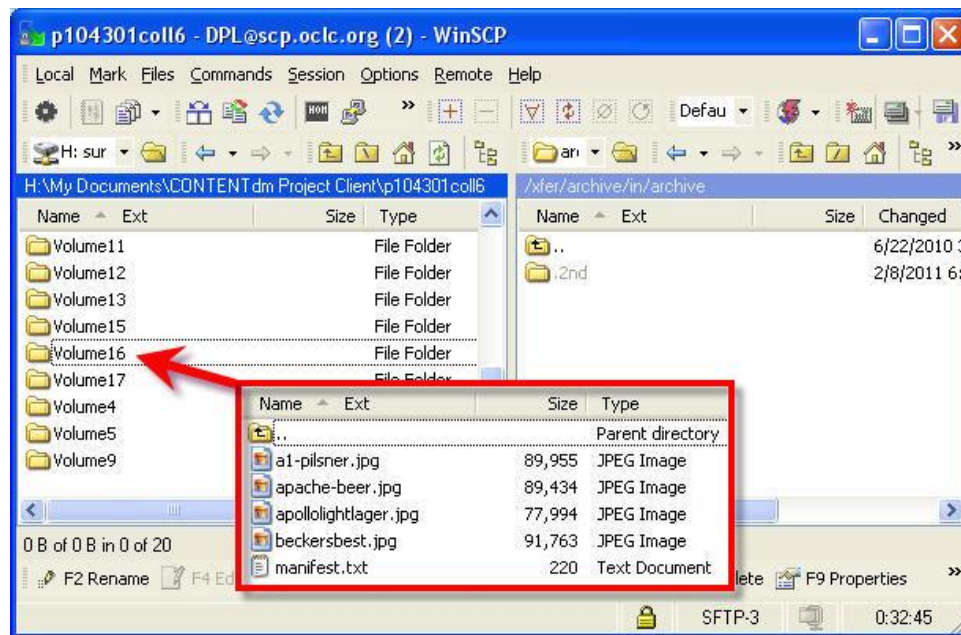 p104301coll6 - DPL@scp.oclc.org (2) - WinSCP
Local Mark Files Commands Session Options Remote Help
» Defau
H: sur
H:\My Documents\CONTENTdm Project Client\p104301coll6
/xfer/archive/in/archive
Name Ext Size Type
Name Ext Size Changed
Volume11 File Folder
.. 6/22/2010
Volume12 File Folder
.2nd 2/8/2011 6:
Volume13 File Folder
Volume15 File Folder
Volume16 File Folder
Volume17 File Folder
Volume4
Volume5
Volume9
Name Ext Size Type
.. Parent directory
a1-pilsner.jpg 89,955 JPEG Image
apache-beer.jpg 89,434 JPEG Image
apollolightlager.jpg 77,994 JPEG Image
beckersbest.jpg 91,763 JPEG Image
manifest.txt 220 Text Document
0 B of 0 B in 0 of 20
F2 Rename F4 Ed lete F9 Properties »
SFTP-3 0:32:45